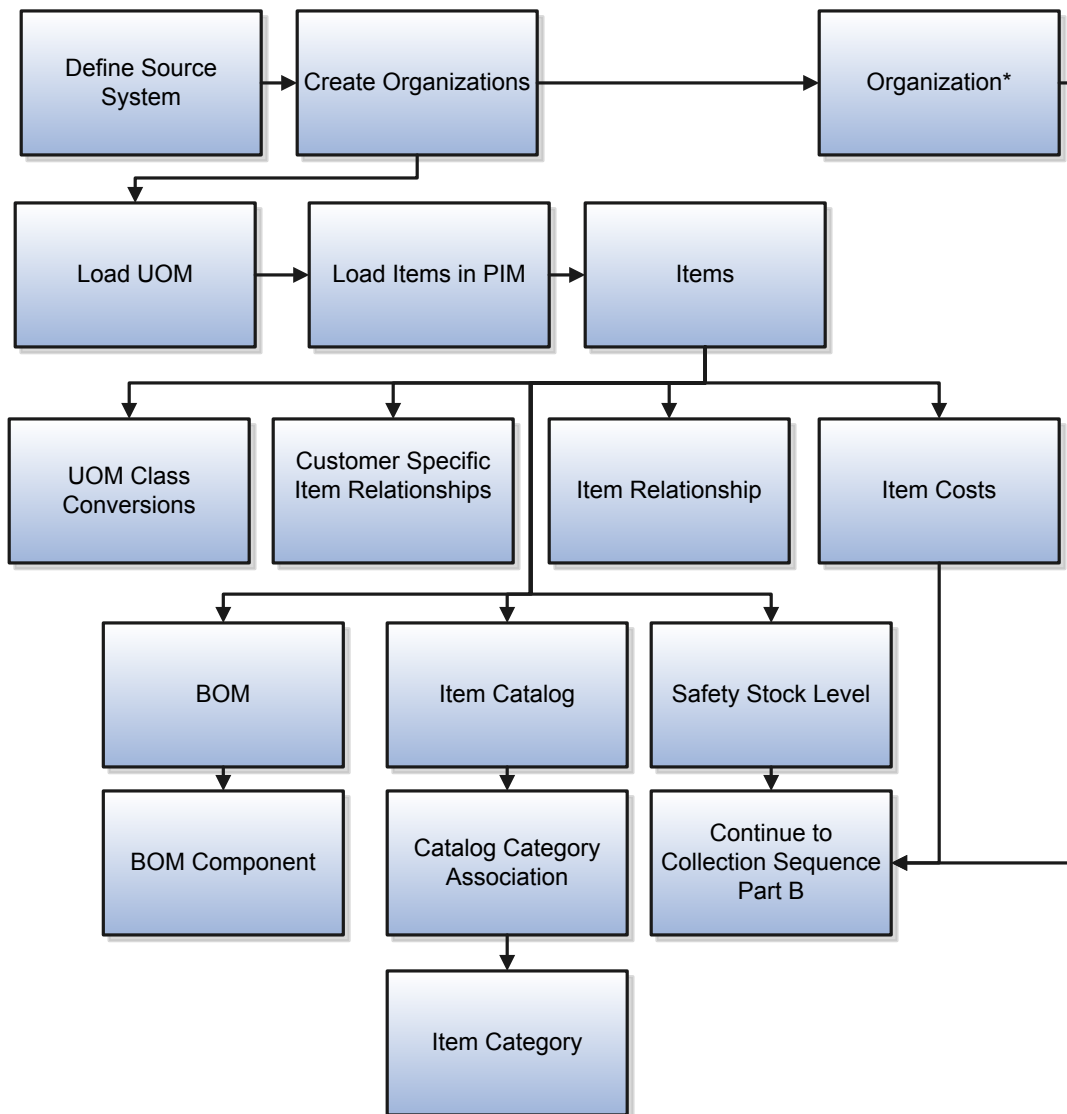 Define Source
System
Create Organizations
Organization*
Load UOM
Load Items in PIM
Items
UOM Class
Conversions
Customer Specific
Item Relationships
Item Relationship
Item Costs
BOM
Item Catalog
Safety Stock Level
BOM Component
Catalog Category
Association
Continue to
Collection Sequence
Part B
Item Category